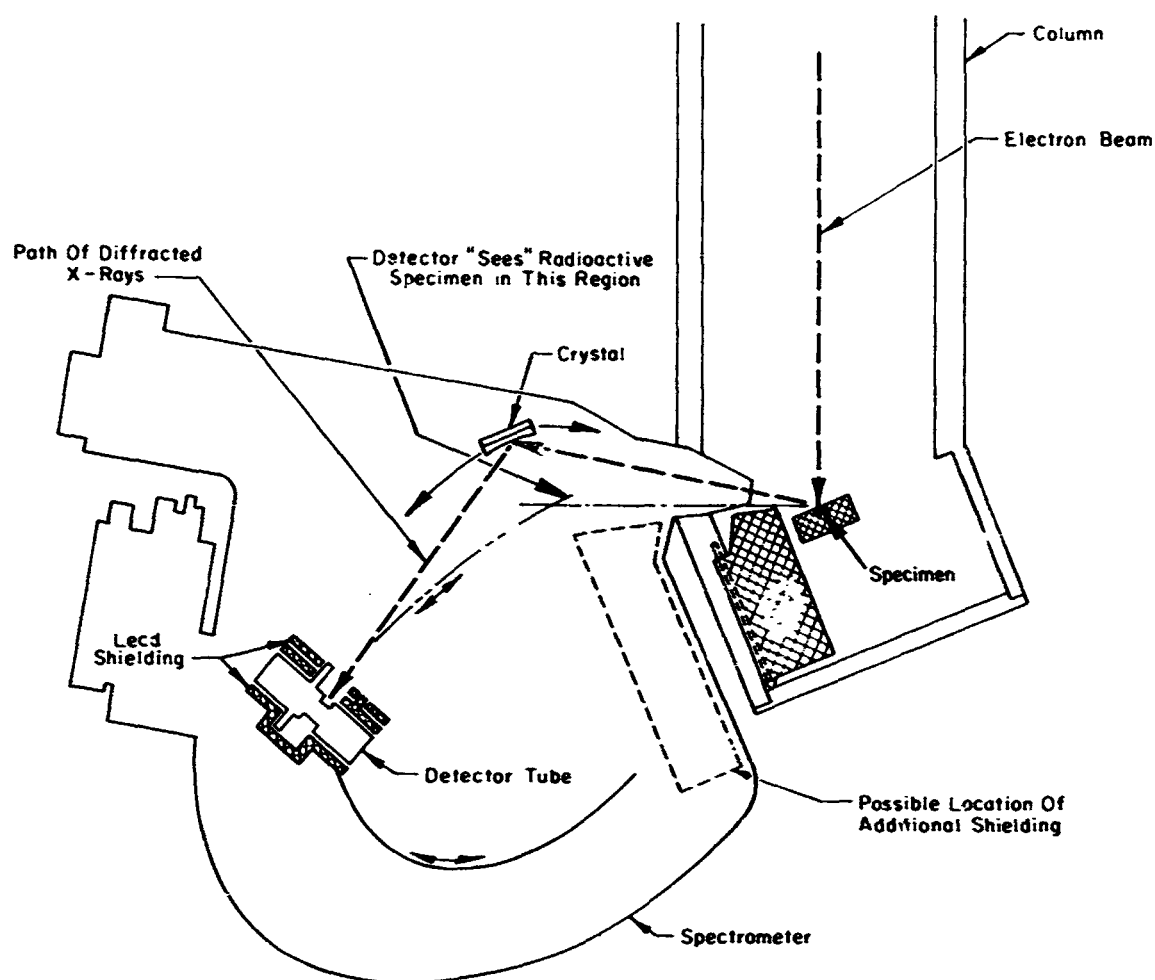 Column
Electron Beam
Path Of Diffracted
X-Rays
Detector "Sees" Radioactive
Specimen in This Region
Crystal
Specimen
Lead
Shielding
Detector Tube
Possible Location Of
Additional Shielding
Spectrometer